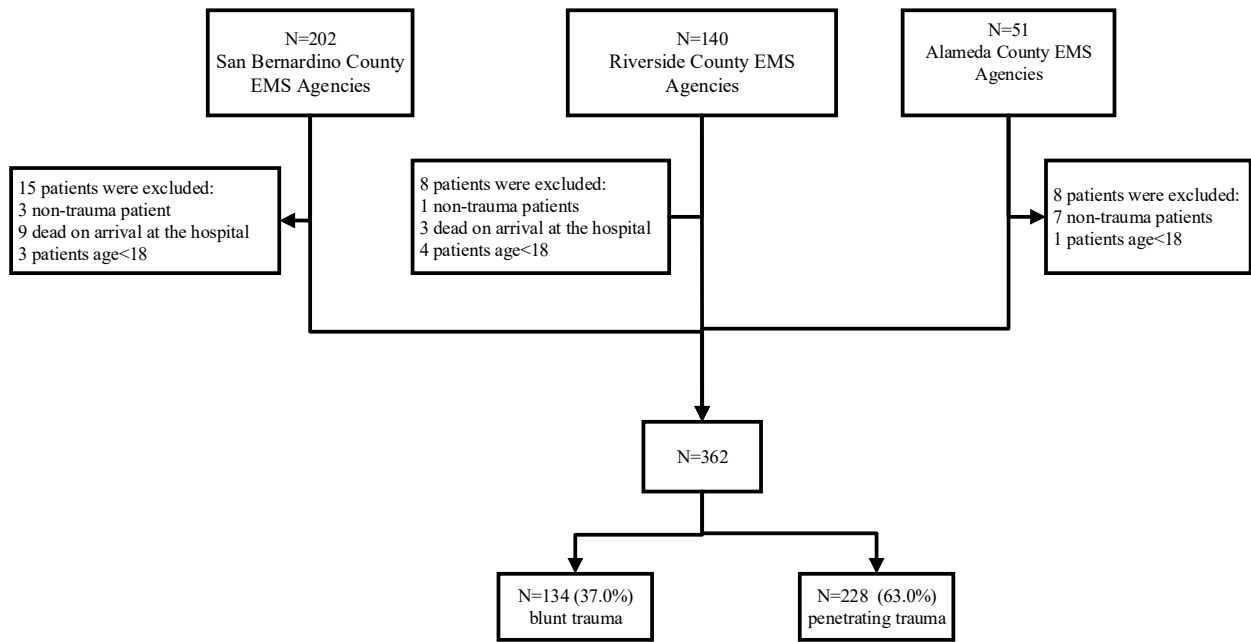 N=202
San Bernardino County
EMS Agencies
N=140
Riverside County EMS
Agencies
N=51
Alameda County EMS
Agencies
15 patients were excluded:
3 non-trauma patient
9 dead on arrival at the hospital
3 patients age<18
8 patients were excluded:
1 non-trauma patients
3 dead on arrival at the hospital
4 patients age<18
8 patients were excluded:
7 non-trauma patients
1 patients age<18
N=362
N=134 (37.0%)
blunt trauma
N=228 (63.0%)
penetrating trauma